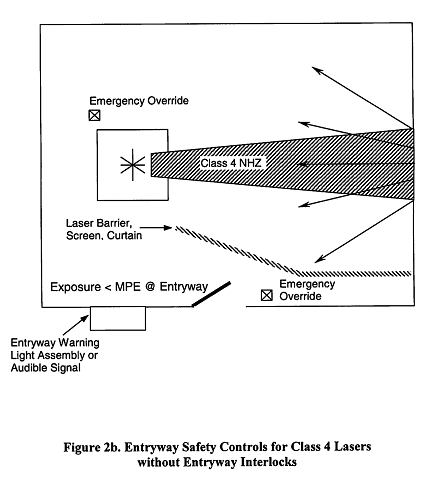 Emergency Override
Class 4 NHZ
Laser Barrier,
Screen, Curtain
Exposure < MPE @ Entryway
Emergency
Override
Entryway Warning
Light Assembly or
Audible Signal
Figure 2b. Entryway Safety Controls for Class 4 Lasers
without Entryway Interlocks